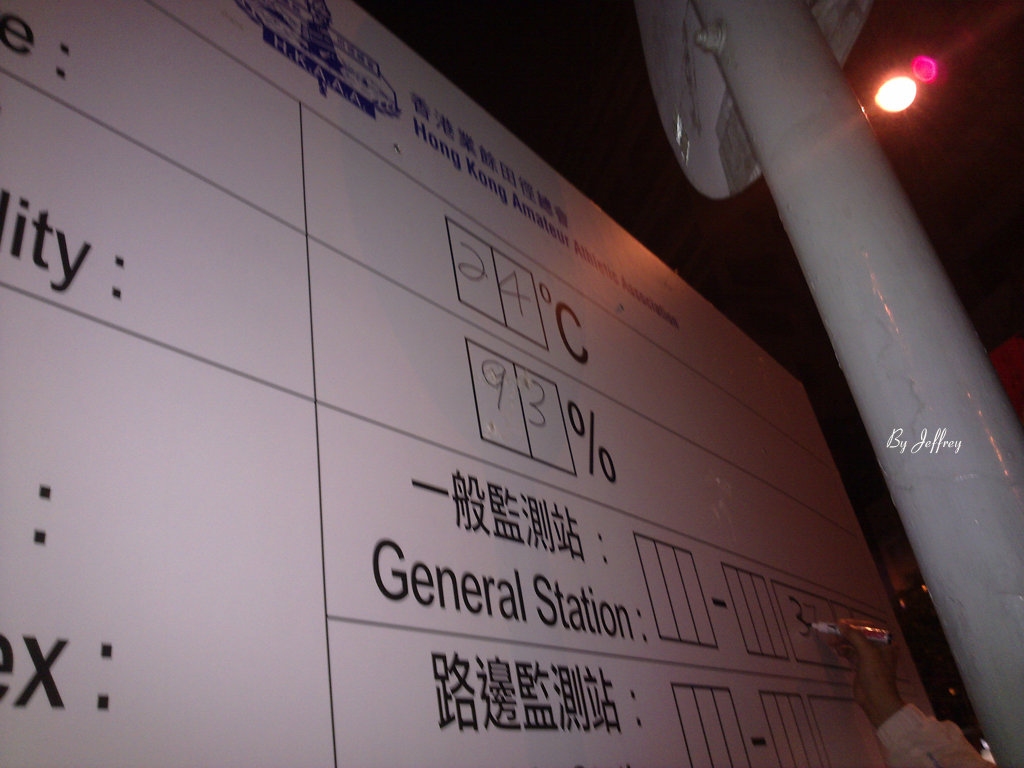 e :
HKAAA
香港業餘田徑總會
Hong Kong Amateur Athletic Association
24 °C
lity :
93 %
一般監測站 :
General Station : - 37
ex :
路邊監測站 : -
By Jeffrey